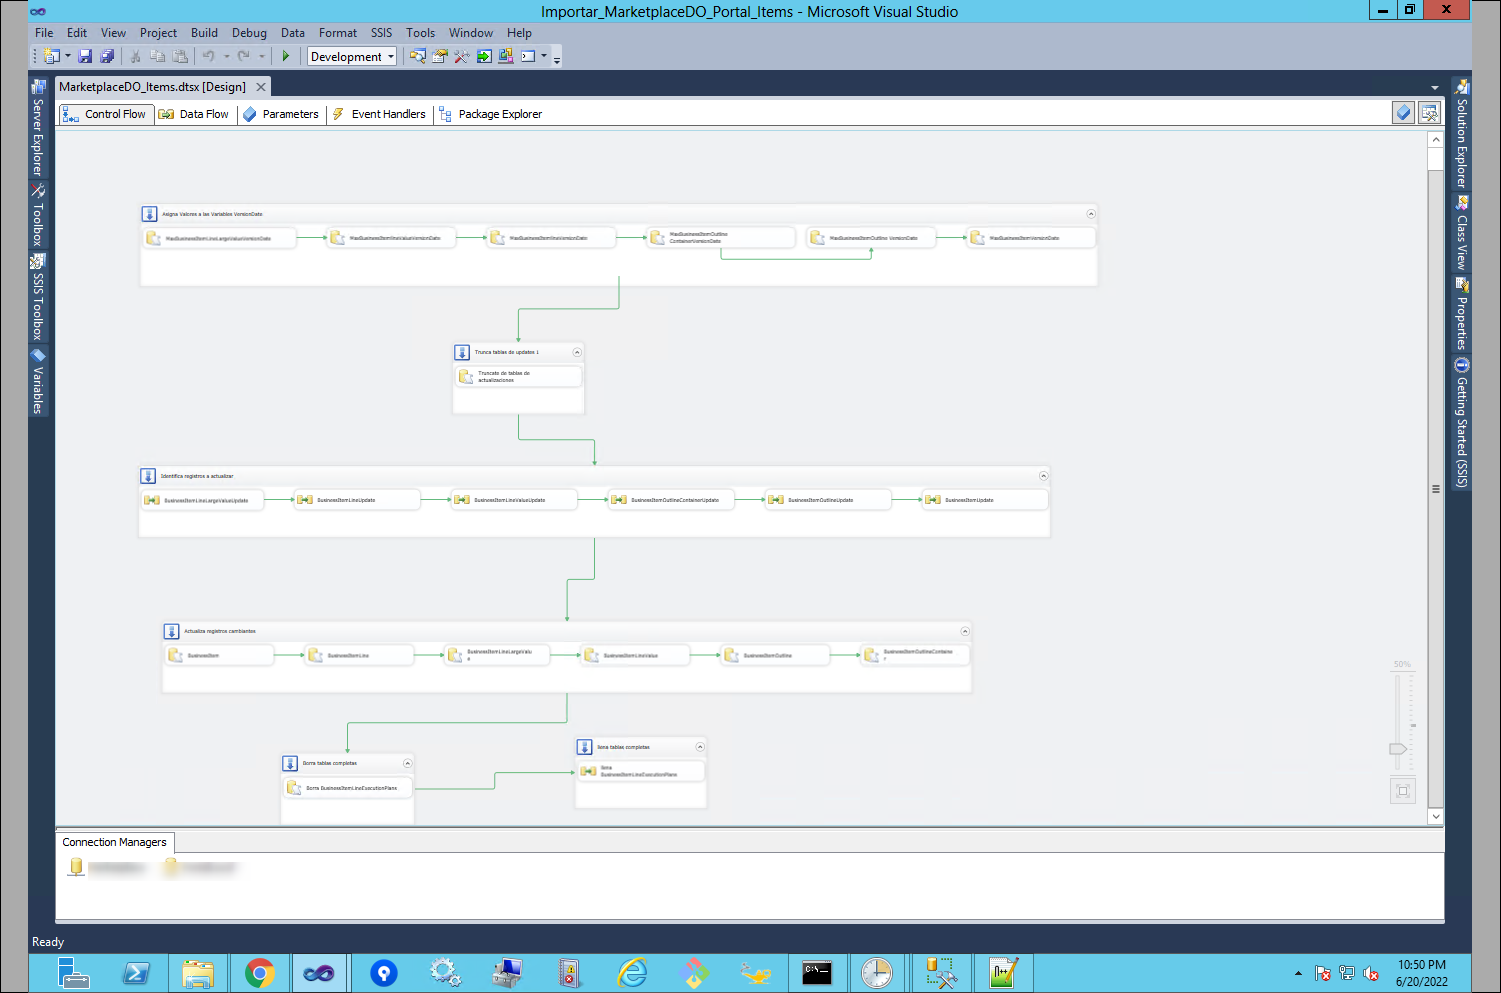 Importar_MarketplaceDO_Portal_Items - Microsoft Visual Studio
File Edit View Project Build Debug Data Format SSIS Tools Window Help
Development
MarketplaceDO_Items.dtsx [Design]
Control Flow Data Flow Parameters Event Handlers Package Explorer
Server Explorer
Toolbox
SSIS Toolbox
Variables
Solution Explorer
Class View
Properties
Getting Started (SSIS)
Asigna Valores a las Variables VersionDate
MaxBusinessItemLineLargeValueVersionDate
MaxBusinessItemlineValueVersionDate
MaxBusinessItemlineVersionDate
MaxBusinessItemOutline
ContainerVersionDate
MaxBusinessItemOutline VersionDate
MaxBusinessItemVersionDate
Trunca tablas de updates 1
Truncate de tablas de
actualizaciones
Identifica registros a actualizar
BusinessItemLineLargeValueUpdate
BusinessItemLineUpdate
BusinessItemLineValueUpdate
BusinessItemOutlineContainerUpdate
BusinessItemOutlineUpdate
BusinessItemUpdate
Actualiza registros cambiantes
BusinessItem
BusinessItemLine
BusinessItemLineLargeValu
e
BusinessItemLineValue
BusinessItemOutline
BusinessItemOutlineContaine
r
50%
Borra tablas completas
Borra BusinessItemLineExecutionPlans
llena tablas completas
llena
BusinessItemLineExecutionPlans
Connection Managers
Ready
10:50 PM
6/20/2022